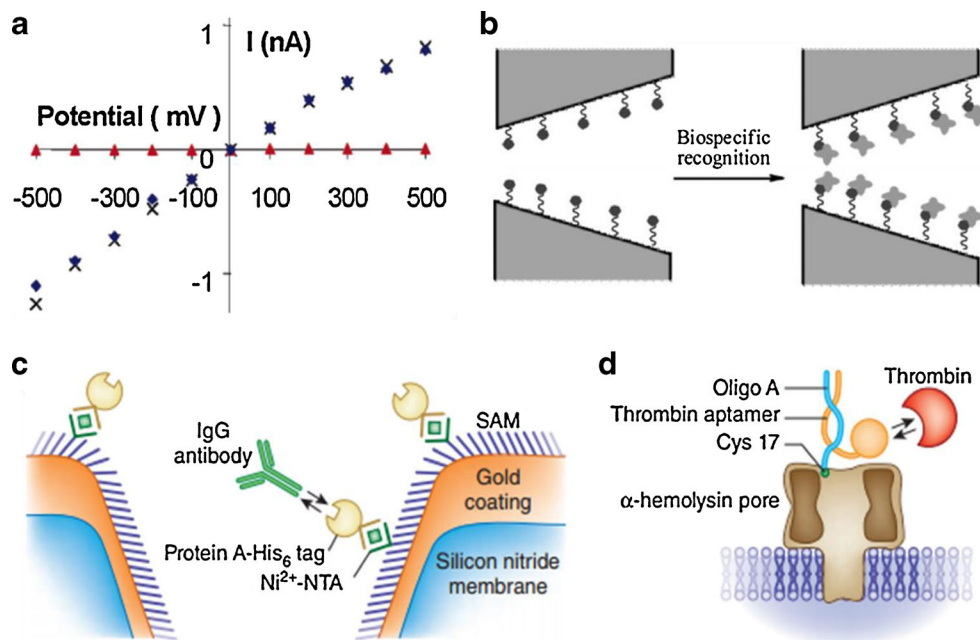 a
1
I (nA)
Potential ( mV )
0
-500 -300 -100 100 300 500
-1
b
Biospecific
recognition
c
SAM
IgG
antibody
Gold
coating
Protein A-His₆ tag
Ni²⁺-NTA
Silicon nitride
membrane
d
Oligo A
Thrombin
Thrombin aptamer
Cys 17
α-hemolysin pore